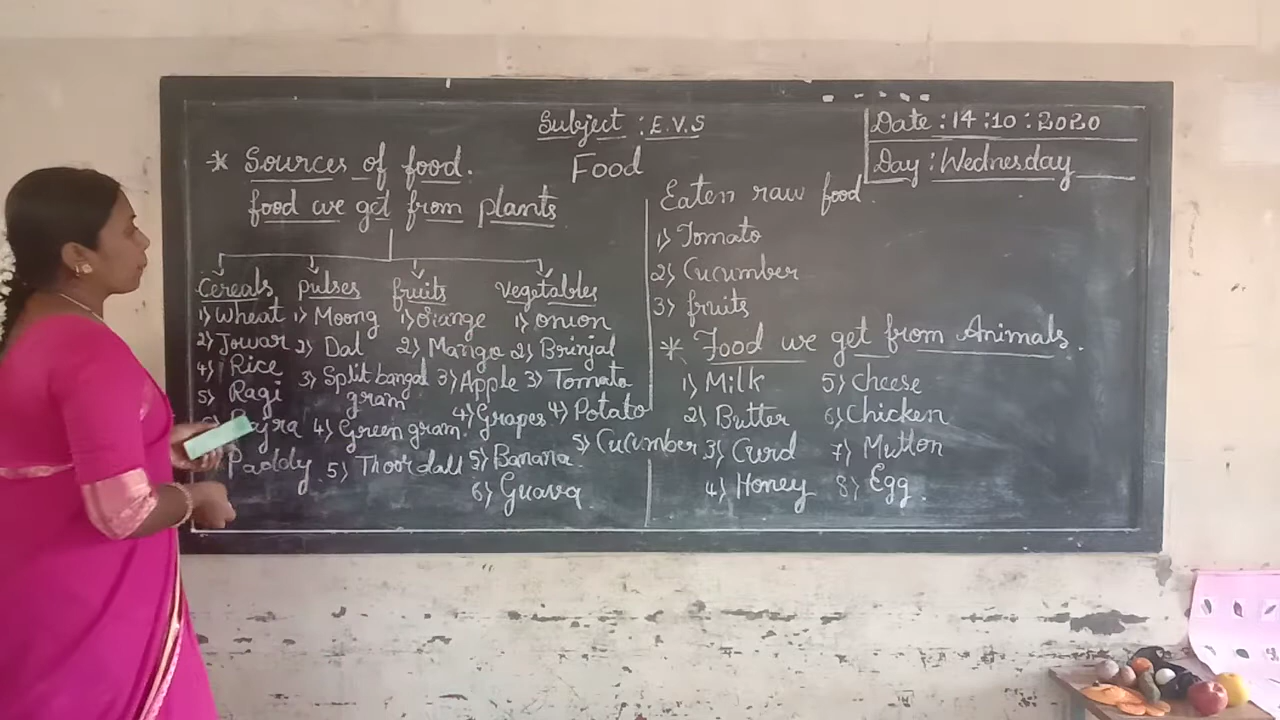 Subject : E.V.S
Date : 14 : 10 : 2020
Day : Wednesday
Food
* Sources of food.
food we get from plants
Cereals
1) Wheat
2) Jowar
4) Rice
5) Ragi
Paddy
Pulses
1) Moong
2) Dal
3) Split bangal
gram
4) Green gram.
5) Thoor dall
fruits
1) Orange
2) Mango
3) Apple
4) Grapes
5) Banana
6) Guava
Vegetables
1) Onion
2) Brinjal
3) Tomato
4) Potato
5) Cucumber
Eaten raw food
1) Tomato
2) Cucumber
3) fruits
* Food we get from Animals.
1) Milk
2) Butter
3) Curd
4) Honey
5) Cheese
6) Chicken
7) Mutton
8) Egg.